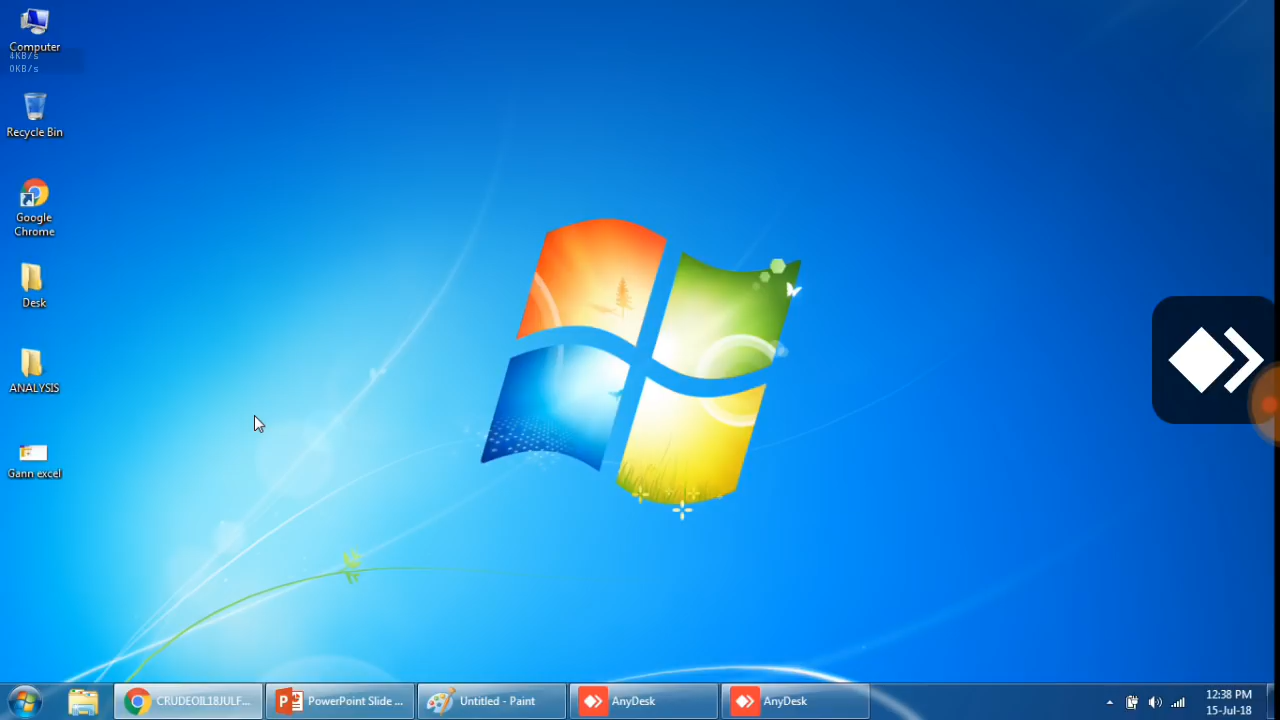 Computer
4KB/s
0KB/s
Recycle Bin
Google
Chrome
Desk
ANALYSIS
Gann excel
CRUDEOIL18JULF...
PowerPoint Slide ...
Untitled - Paint
AnyDesk
AnyDesk
12:38 PM
15-Jul-18